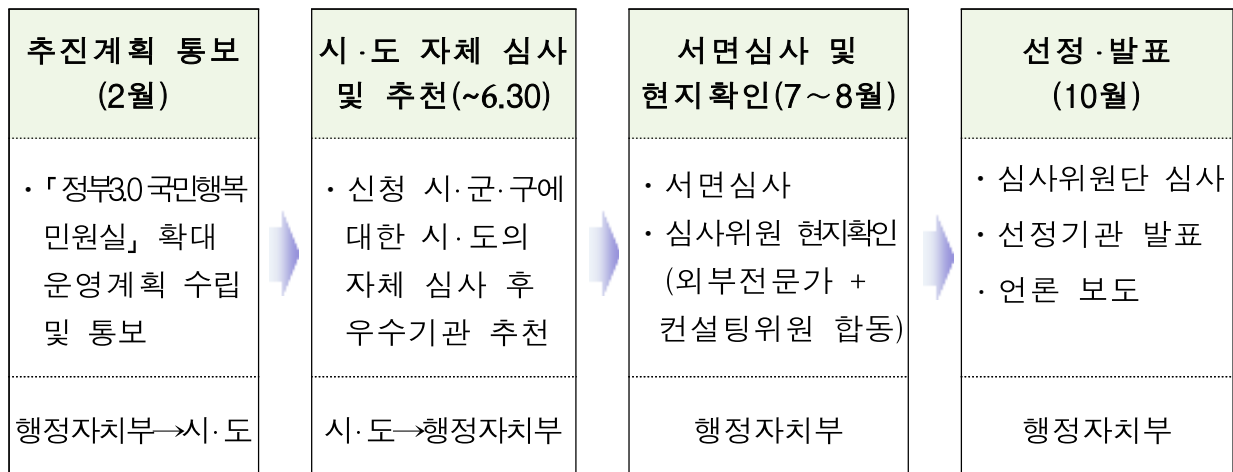 추진계획 통보
(2월)
·「정부3.0 국민행복
민원실」 확대
운영계획 수립
및 통보
행정자치부→시·도
시·도 자체 심사
및 추천(~6.30)
· 신청 시·군·구에
대한 시·도의
자체 심사 후
우수기관 추천
시·도→행정자치부
서면심사 및
현지확인(7～8월)
· 서면심사
· 심사위원 현지확인
(외부전문가 +
컨설팅위원 합동)
행정자치부
선정·발표
(10월)
· 심사위원단 심사
· 선정기관 발표
· 언론 보도
행정자치부